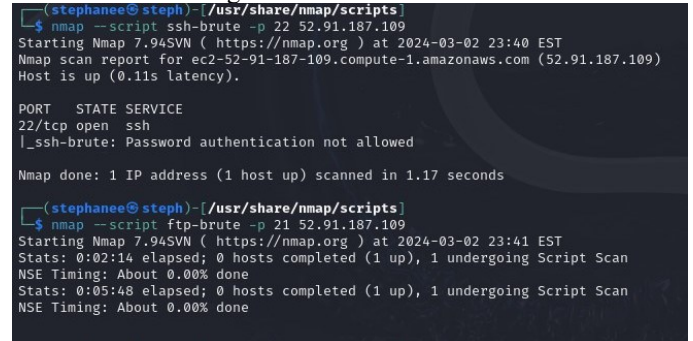 ┌──(stephanee㉿steph)-[/usr/share/nmap/scripts]
└─$ nmap --script ssh-brute -p 22 52.91.187.109
Starting Nmap 7.94SVN ( https://nmap.org ) at 2024-03-02 23:40 EST
Nmap scan report for ec2-52-91-187-109.compute-1.amazonaws.com (52.91.187.109)
Host is up (0.11s latency).

PORT   STATE SERVICE
22/tcp open  ssh
|_ssh-brute: Password authentication not allowed

Nmap done: 1 IP address (1 host up) scanned in 1.17 seconds

┌──(stephanee㉿steph)-[/usr/share/nmap/scripts]
└─$ nmap --script ftp-brute -p 21 52.91.187.109
Starting Nmap 7.94SVN ( https://nmap.org ) at 2024-03-02 23:41 EST
Stats: 0:02:14 elapsed; 0 hosts completed (1 up), 1 undergoing Script Scan
NSE Timing: About 0.00% done
Stats: 0:05:48 elapsed; 0 hosts completed (1 up), 1 undergoing Script Scan
NSE Timing: About 0.00% done